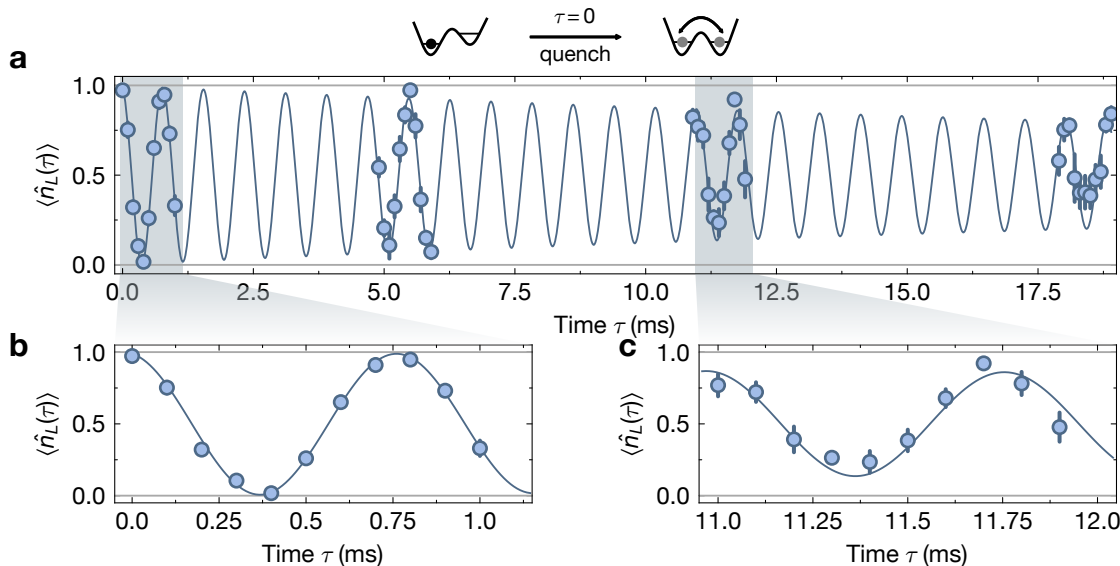 τ = 0
quench
a
1.0
0.5
0.0
⟨n̂_L(τ)⟩
0.0 2.5 5.0 7.5 10.0 12.5 15.0 17.5
Time τ (ms)
b
1.0
0.5
0.0
⟨n̂_L(τ)⟩
0.0 0.25 0.5 0.75 1.0
Time τ (ms)
c
1.0
0.5
0.0
⟨n̂_L(τ)⟩
11.0 11.25 11.5 11.75 12.0
Time τ (ms)